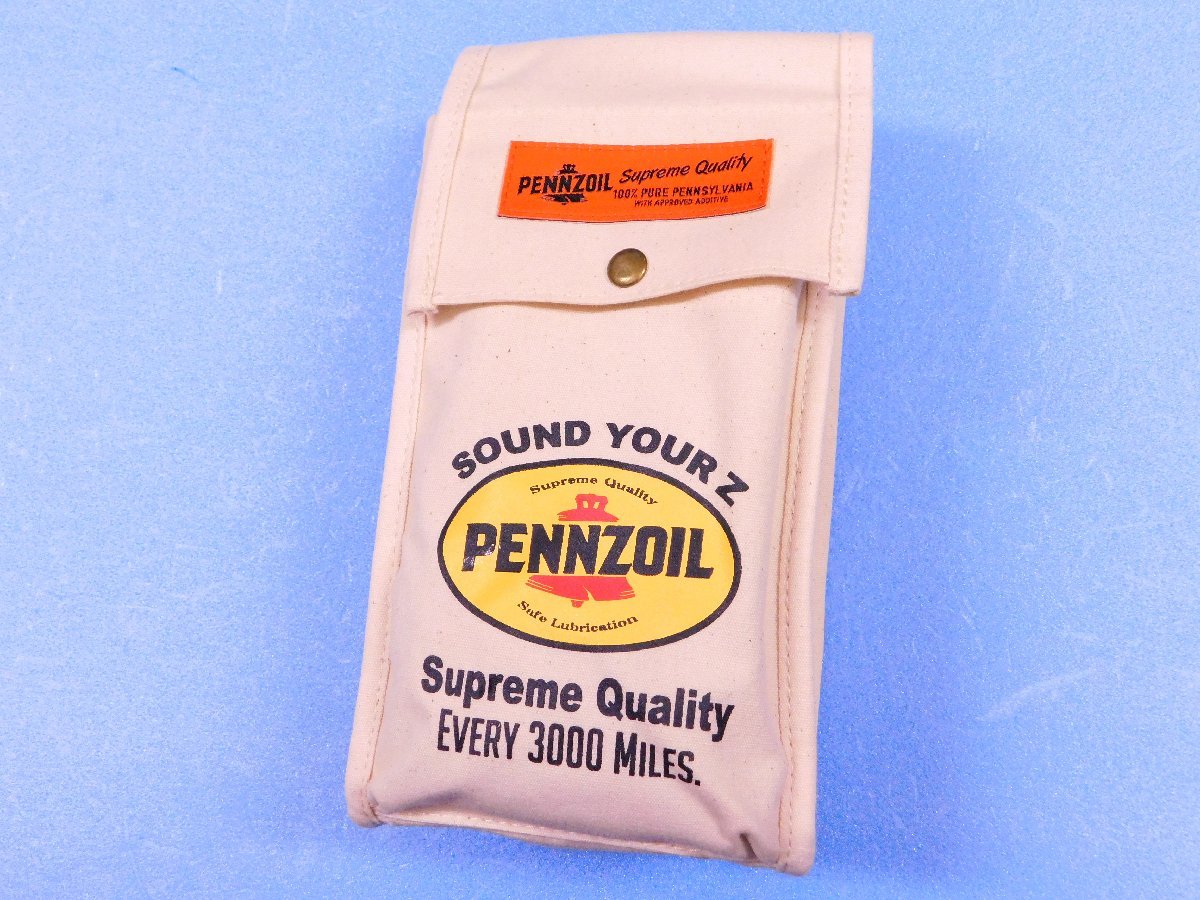 PENNZOIL
Supreme Quality
100% PURE PENNSYLVANIA
WITH APPROVED ADDITIVE
SOUND YOUR Z
Supreme Quality
PENNZOIL
Safe Lubrication
Supreme Quality
EVERY 3000 MILES.